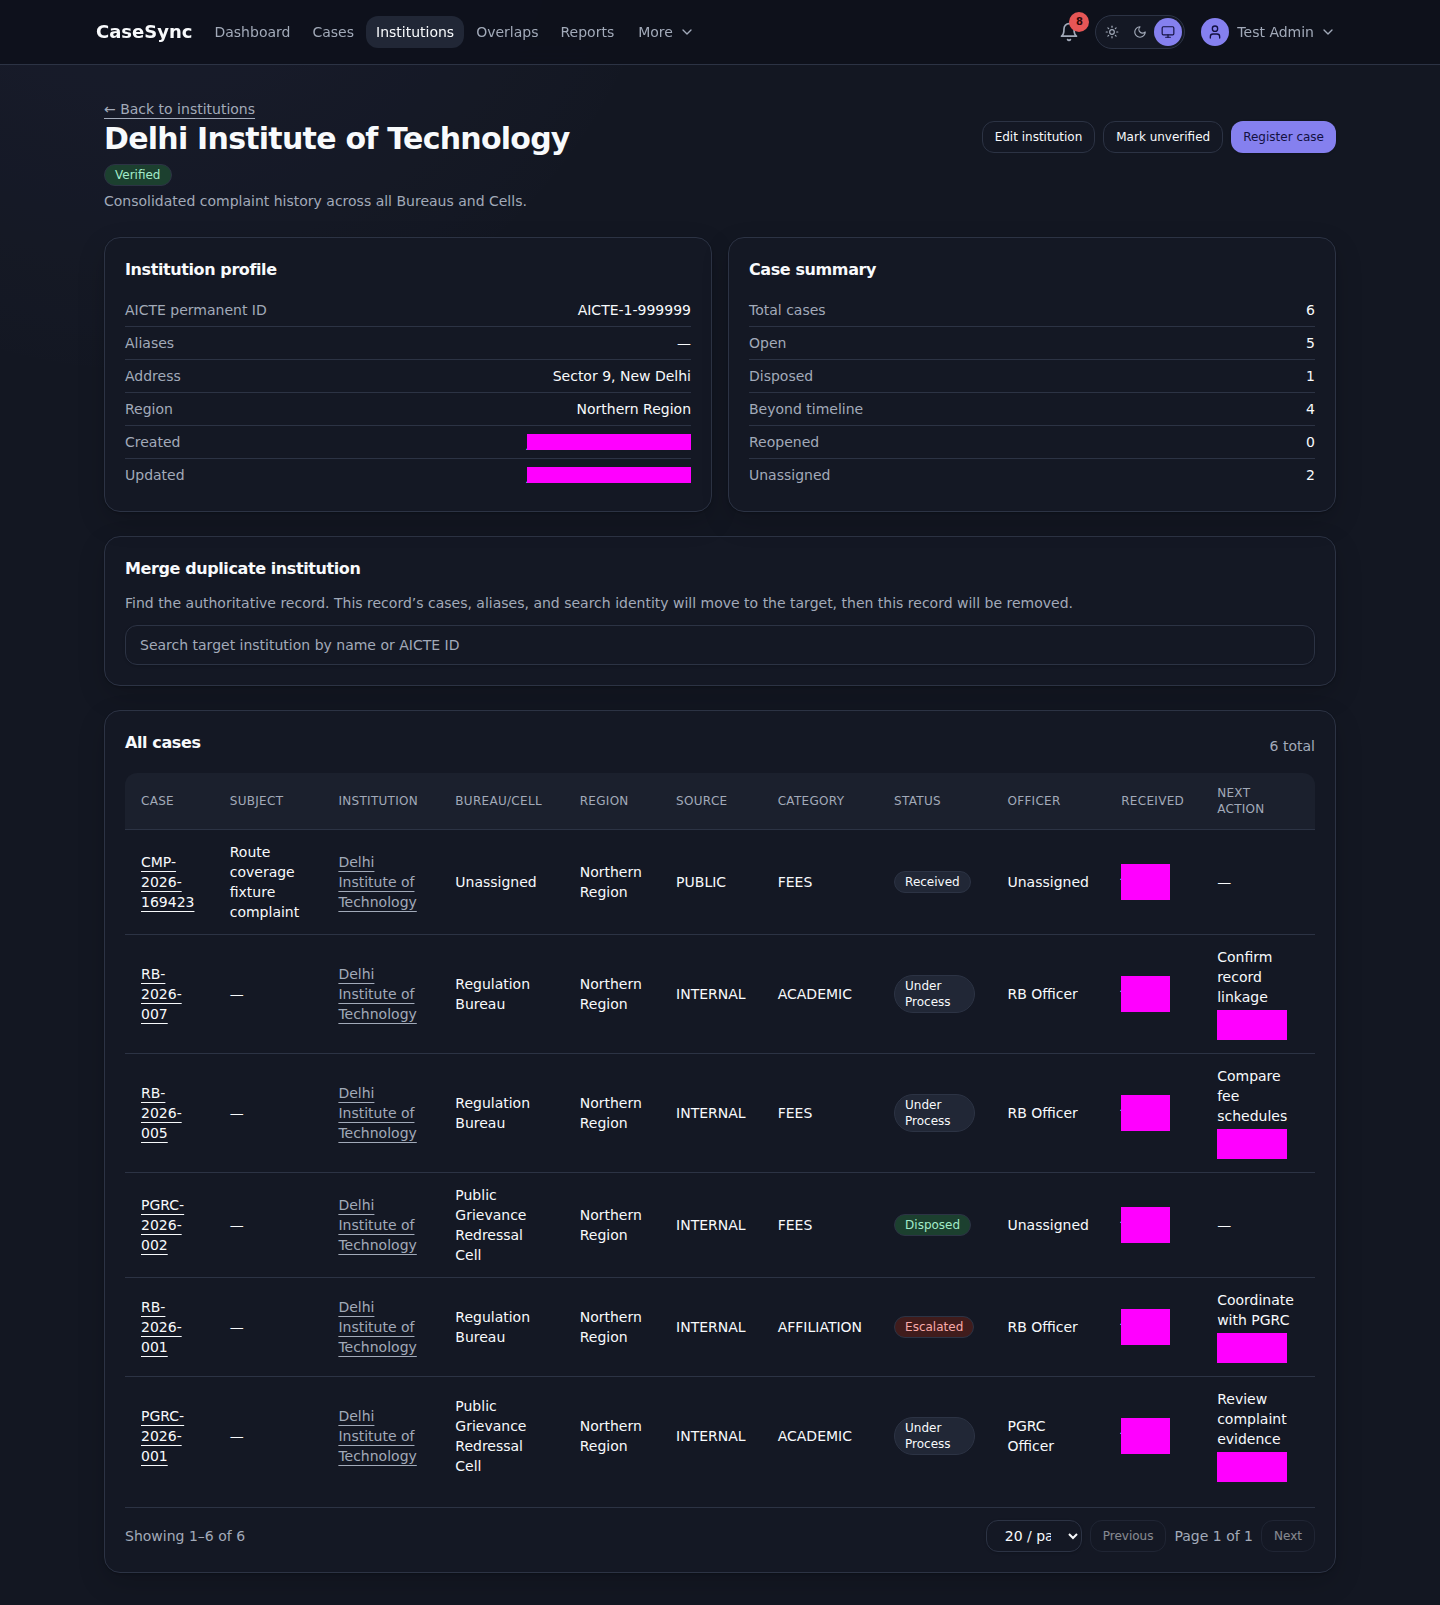 CaseSync Dashboard Cases Institutions Overlaps Reports More 8 Test Admin
← Back to institutions
Delhi Institute of Technology
Edit institution Mark unverified Register case
Verified
Consolidated complaint history across all Bureaus and Cells.
Institution profile
AICTE permanent ID AICTE-1-999999
Aliases —
Address Sector 9, New Delhi
Region Northern Region
Created
Updated
Case summary
Total cases 6
Open 5
Disposed 1
Beyond timeline 4
Reopened 0
Unassigned 2
Merge duplicate institution
Find the authoritative record. This record’s cases, aliases, and search identity will move to the target, then this record will be removed.
Search target institution by name or AICTE ID
All cases
6 total
CASE SUBJECT INSTITUTION BUREAU/CELL REGION SOURCE CATEGORY STATUS OFFICER RECEIVED NEXT ACTION
CMP-2026-169423 Route coverage fixture complaint Delhi Institute of Technology Unassigned Northern Region PUBLIC FEES Received Unassigned —
RB-2026-007 — Delhi Institute of Technology Regulation Bureau Northern Region INTERNAL ACADEMIC Under Process RB Officer Confirm record linkage
RB-2026-005 — Delhi Institute of Technology Regulation Bureau Northern Region INTERNAL FEES Under Process RB Officer Compare fee schedules
PGRC-2026-002 — Delhi Institute of Technology Public Grievance Redressal Cell Northern Region INTERNAL FEES Disposed Unassigned —
RB-2026-001 — Delhi Institute of Technology Regulation Bureau Northern Region INTERNAL AFFILIATION Escalated RB Officer Coordinate with PGRC
PGRC-2026-001 — Delhi Institute of Technology Public Grievance Redressal Cell Northern Region INTERNAL ACADEMIC Under Process PGRC Officer Review complaint evidence
Showing 1–6 of 6
20 / pa Previous Page 1 of 1 Next